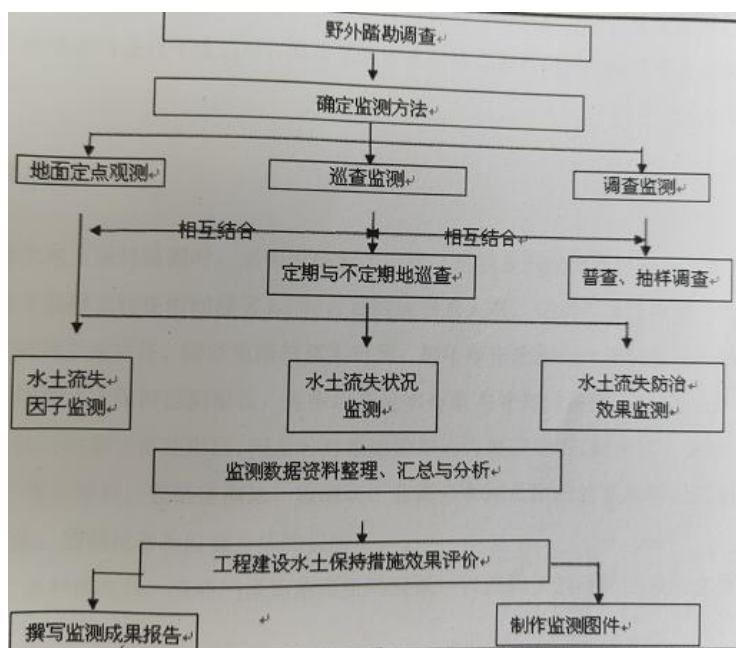 野外踏勘调查
确定监测方法
地面定点观测
巡查监测
调查监测
相互结合
相互结合
定期与不定期地巡查
普查、抽样调查
水土流失
因子监测
水土流失状况
监测
水土流失防治
效果监测
监测数据资料整理、汇总与分析
工程建设水土保持措施效果评价
撰写监测成果报告
制作监测图件